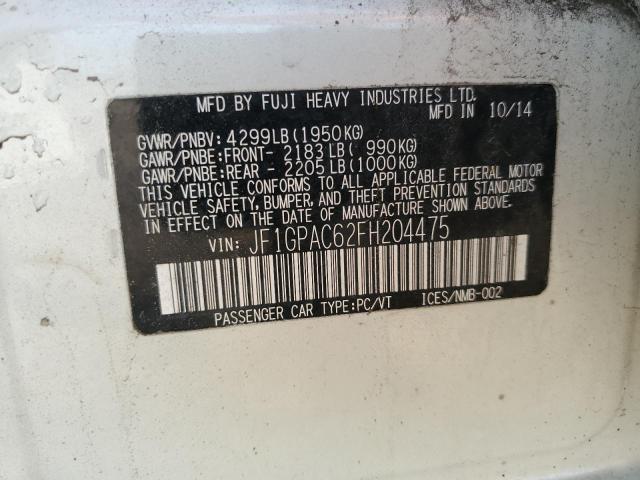 MFD BY FUJI HEAVY INDUSTRIES LTD.
MFD IN 10/14
GVWR/PNBV: 4299LB(1950KG)
GAWR/PNBE:FRONT- 2183LB( 990KG)
GAWR/PNBE:REAR - 2205LB(1000KG)
THIS VEHICLE CONFORMS TO ALL APPLICABLE FEDERAL MOTOR
VEHICLE SAFETY, BUMPER, AND THEFT PREVENTION STANDARDS
IN EFFECT ON THE DATE OF MANUFACTURE SHOWN ABOVE.
VIN: JF1GPAC62FH204475
PASSENGER CAR TYPE:PC/VT ICES/NMB-002